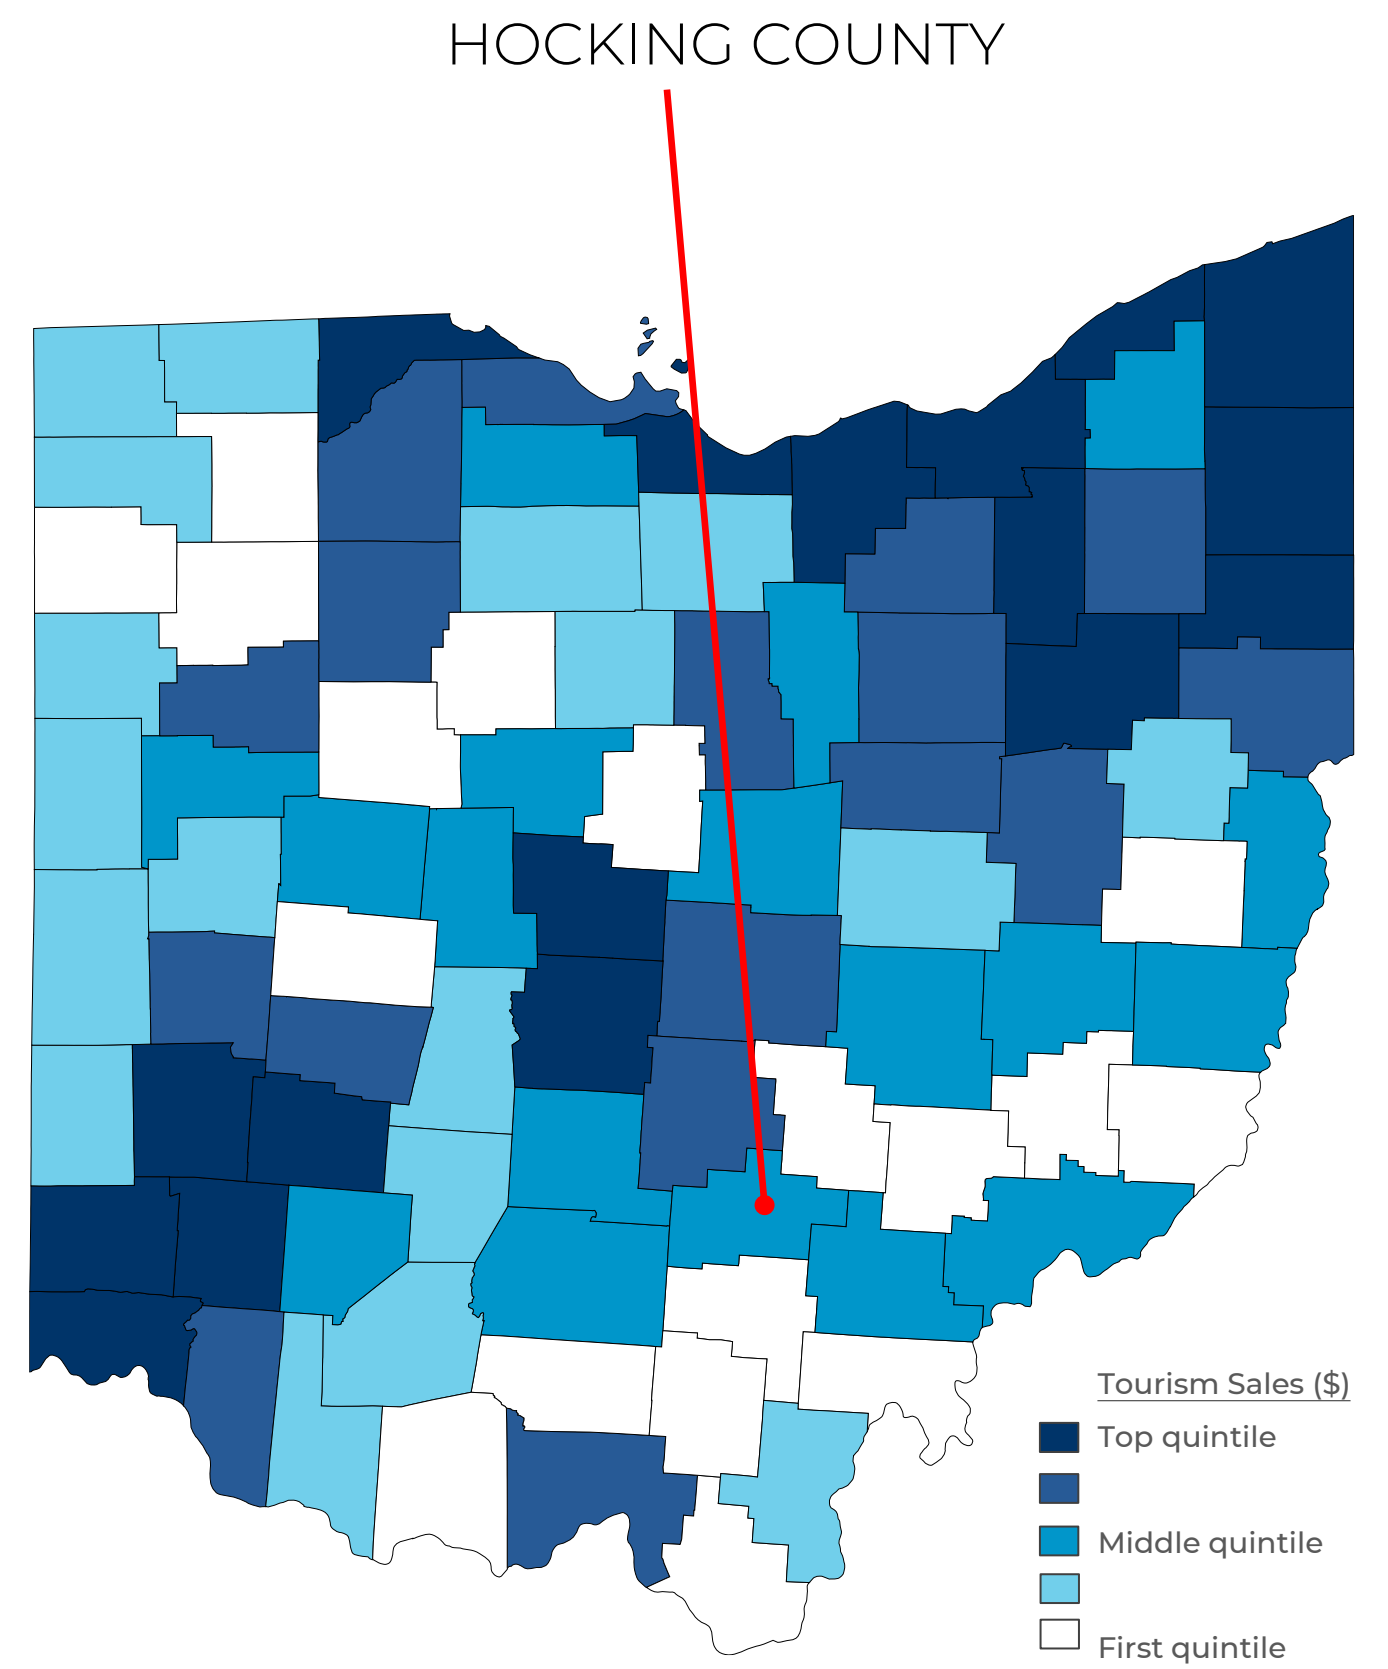 HOCKING COUNTY
Tourism Sales ($)
Top quintile
Middle quintile
First quintile